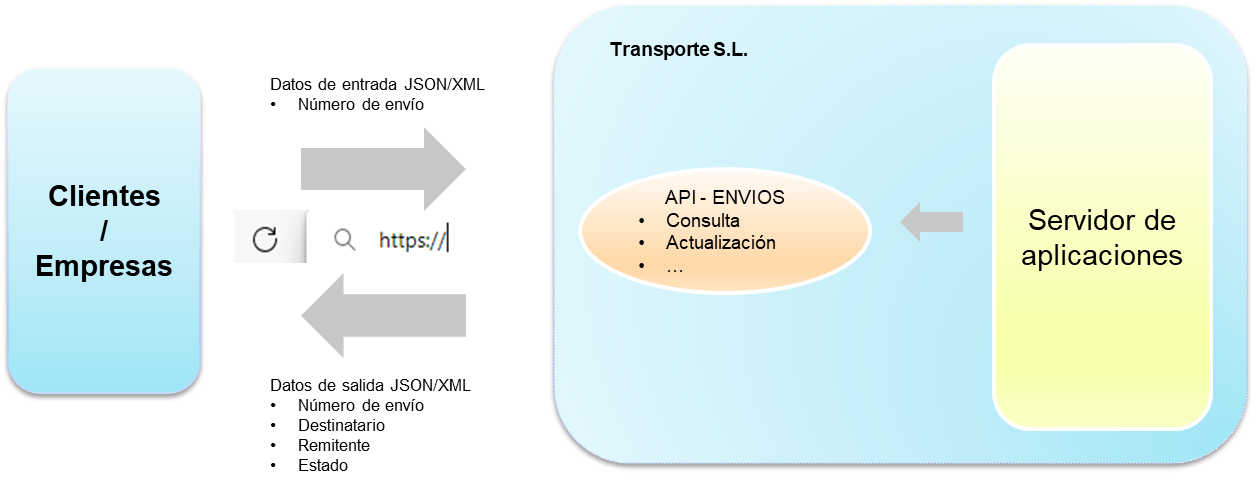 Transporte S.L.
Datos de entrada JSON/XML
• Número de envío
Clientes
/
Empresas
https://
API - ENVIOS
• Consulta
• Actualización
• …
Servidor de
aplicaciones
Datos de salida JSON/XML
• Número de envío
• Destinatario
• Remitente
• Estado